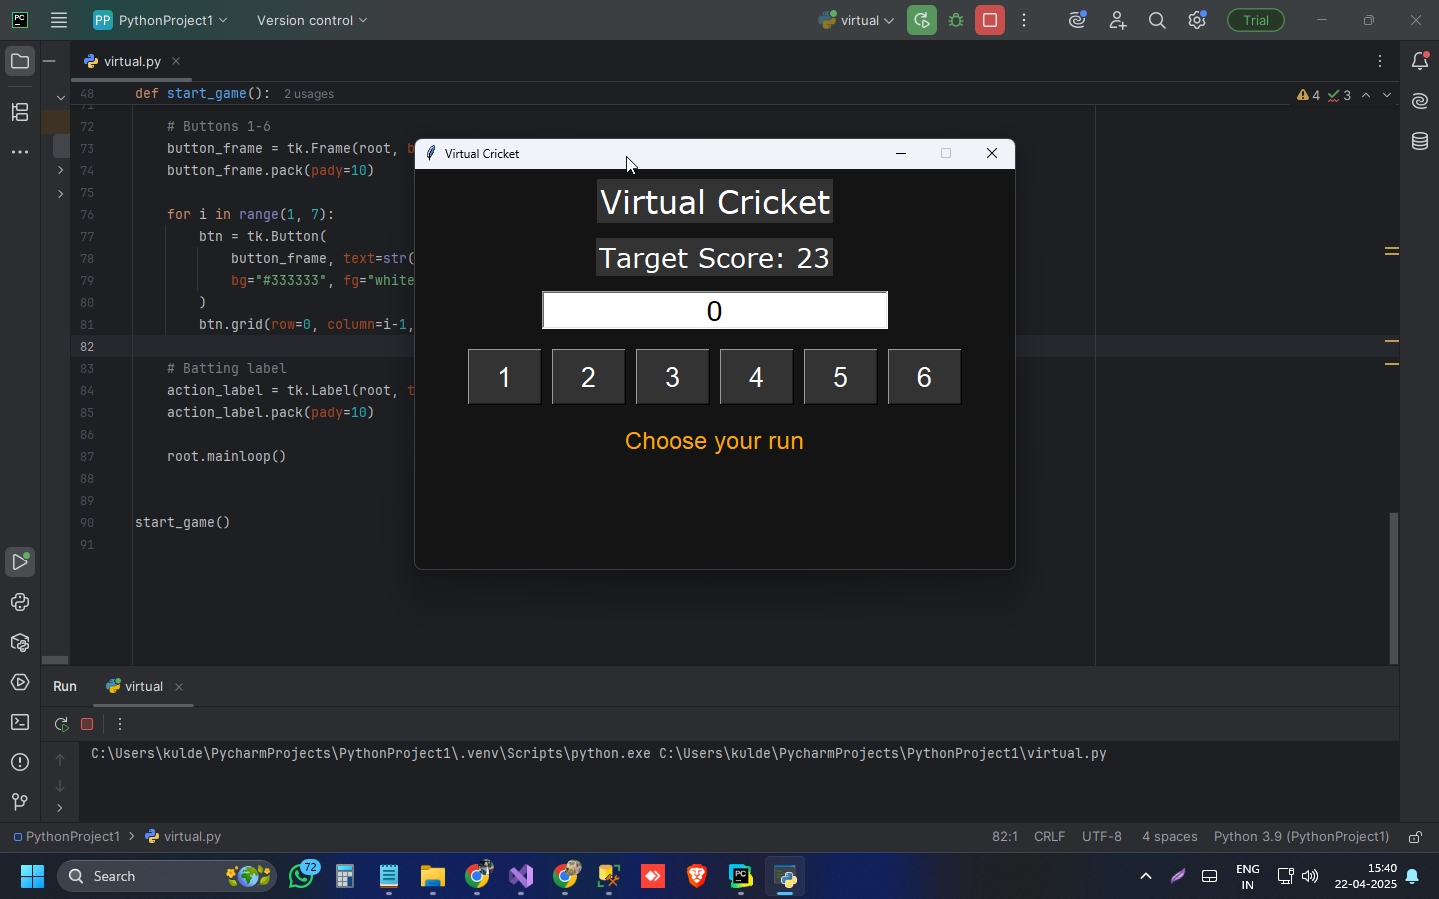 PC
PP PythonProject1
Version control
virtual
Trial
virtual.py
48 def start_game(): 2 usages
4 3
71
72 # Buttons 1-6
73 button_frame = tk.Frame(root, b
74 button_frame.pack(pady=10)
75
76 for i in range(1, 7):
77 btn = tk.Button(
78 button_frame, text=str(
79 bg="#333333", fg="white
80 )
81 btn.grid(row=0, column=i-1,
82
83 # Batting label
84 action_label = tk.Label(root, t
85 action_label.pack(pady=10)
86
87 root.mainloop()
88
89
90 start_game()
91
Virtual Cricket
Virtual Cricket
Target Score: 23
0
1 2 3 4 5 6
Choose your run
Run virtual
C:\Users\kulde\PycharmProjects\PythonProject1\.venv\Scripts\python.exe C:\Users\kulde\PycharmProjects\PythonProject1\virtual.py
PythonProject1 > virtual.py
82:1 CRLF UTF-8 4 spaces Python 3.9 (PythonProject1)
Search
72
PC
ENG
IN
15:40
22-04-2025